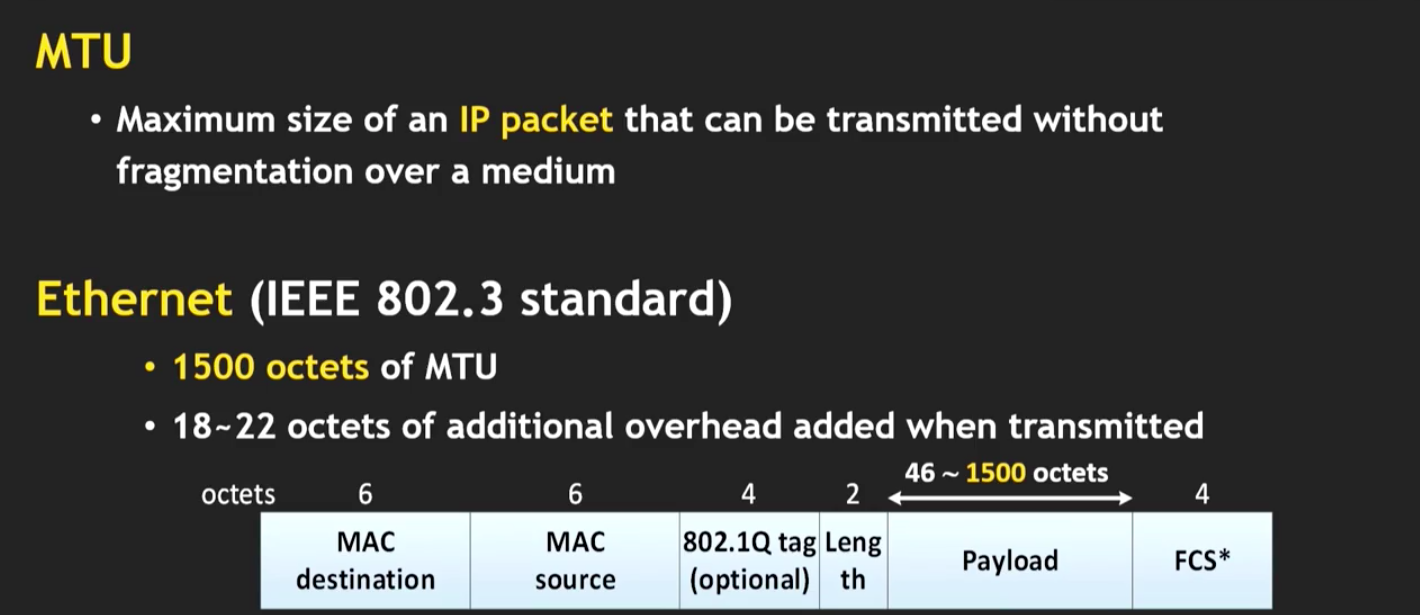 MTU
• Maximum size of an IP packet that can be transmitted without
fragmentation over a medium
Ethernet (IEEE 802.3 standard)
• 1500 octets of MTU
• 18~22 octets of additional overhead added when transmitted
46 ~ 1500 octets
octets 6 6 4 2 4
MAC destination
MAC source
802.1Q tag (optional)
Leng
th
Payload
FCS*